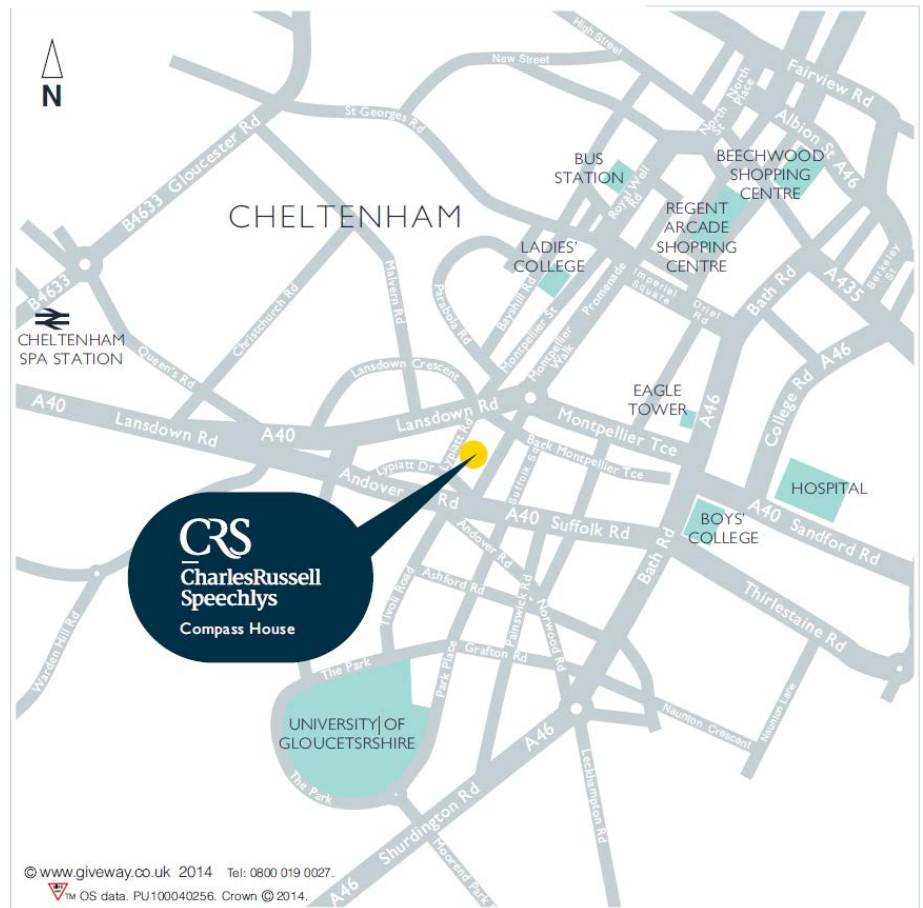 N
High Street
New Street
North Place
North St
Fairview Rd
St Georges Rd
Albion St A46
B4633 Gloucester Rd
BUS
STATION
BEECHWOOD
SHOPPING
CENTRE
Royal Well Rd
REGENT
ARCADE
SHOPPING
CENTRE
CHELTENHAM
LADIES'
COLLEGE
Berkeley St
A435
Bath Rd
Promenade
Imperiel Square
Oriel Rd
B4633
Malvern Rd
Parabola Rd
Bayshill Rd
Montpellier St
Montpellier Walk
Christchurch Rd
CHELTENHAM
SPA STATION
Queen's Rd
Lansdown Crescent
A46
College Rd
EAGLE
TOWER
A46
A40
Lansdown Rd
A40
Lansdown Rd
Montpellier Tce
Back Montpellier Tce
Lypiatt Rd
Suffolk Sq
Lypiatt Dr
Andover Rd
HOSPITAL
A40 Sandford Rd
BOYS'
COLLEGE
A40 Suffolk Rd
CRS
CharlesRussell
Speechlys
Compass House
Andover Rd
Bath Rd
Ashford Rd
Tivoli Road
Painswick Rd
Norwood Rd
Thirlestaine Rd
Warden Hill Rd
The Park
Park Place
Grafton Rd
Naunton Crescent
Naunton Lane
UNIVERSITY OF
GLOUCETSRSHIRE
A46
Leckhampton Rd
The Park
Shurdington Rd
Moorend Park
A46
© www.giveway.co.uk 2014 Tel: 0800 019 0027.
TM OS data. PU100040256. Crown © 2014.